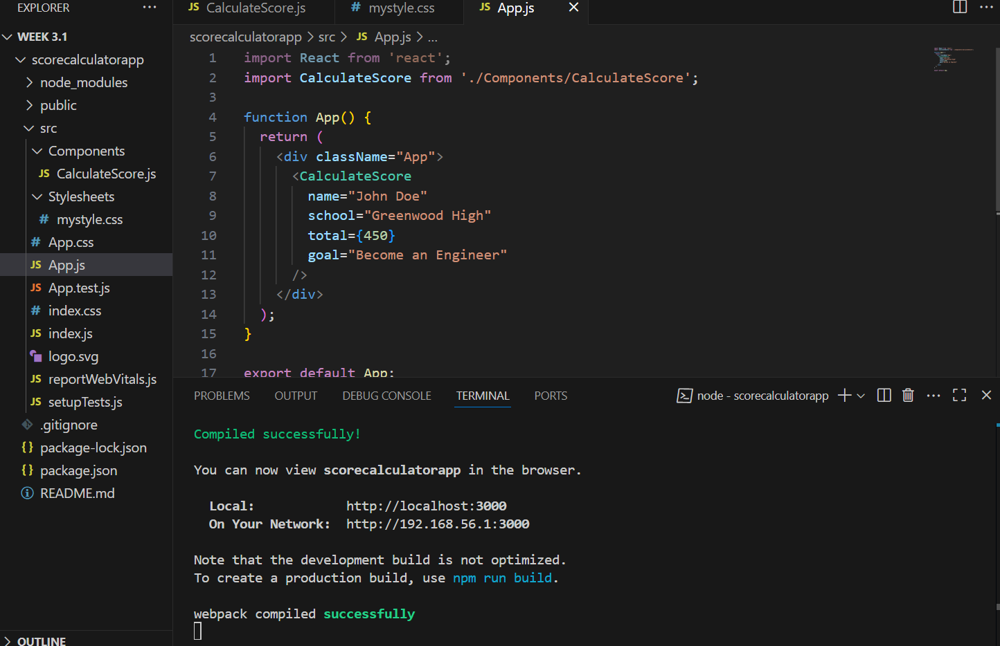 EXPLORER
WEEK 3.1
scorecalculatorapp
node_modules
public
src
Components
JS CalculateScore.js
Stylesheets
# mystyle.css
# App.css
JS App.js
JS App.test.js
# index.css
JS index.js
logo.svg
JS reportWebVitals.js
JS setupTests.js
.gitignore
{} package-lock.json
{} package.json
README.md
OUTLINE
JS CalculateScore.js
# mystyle.css
JS App.js
scorecalculatorapp > src > JS App.js > ...
1 import React from 'react';
2 import CalculateScore from './Components/CalculateScore';
3
4 function App() {
5 return (
6 <div className="App">
7 <CalculateScore
8 name="John Doe"
9 school="Greenwood High"
10 total={450}
11 goal="Become an Engineer"
12 />
13 </div>
14 );
15 }
16
17 export default App;
PROBLEMS OUTPUT DEBUG CONSOLE TERMINAL PORTS
node - scorecalculatorapp
Compiled successfully!
You can now view scorecalculatorapp in the browser.
Local: http://localhost:3000
On Your Network: http://192.168.56.1:3000
Note that the development build is not optimized.
To create a production build, use npm run build.
webpack compiled successfully